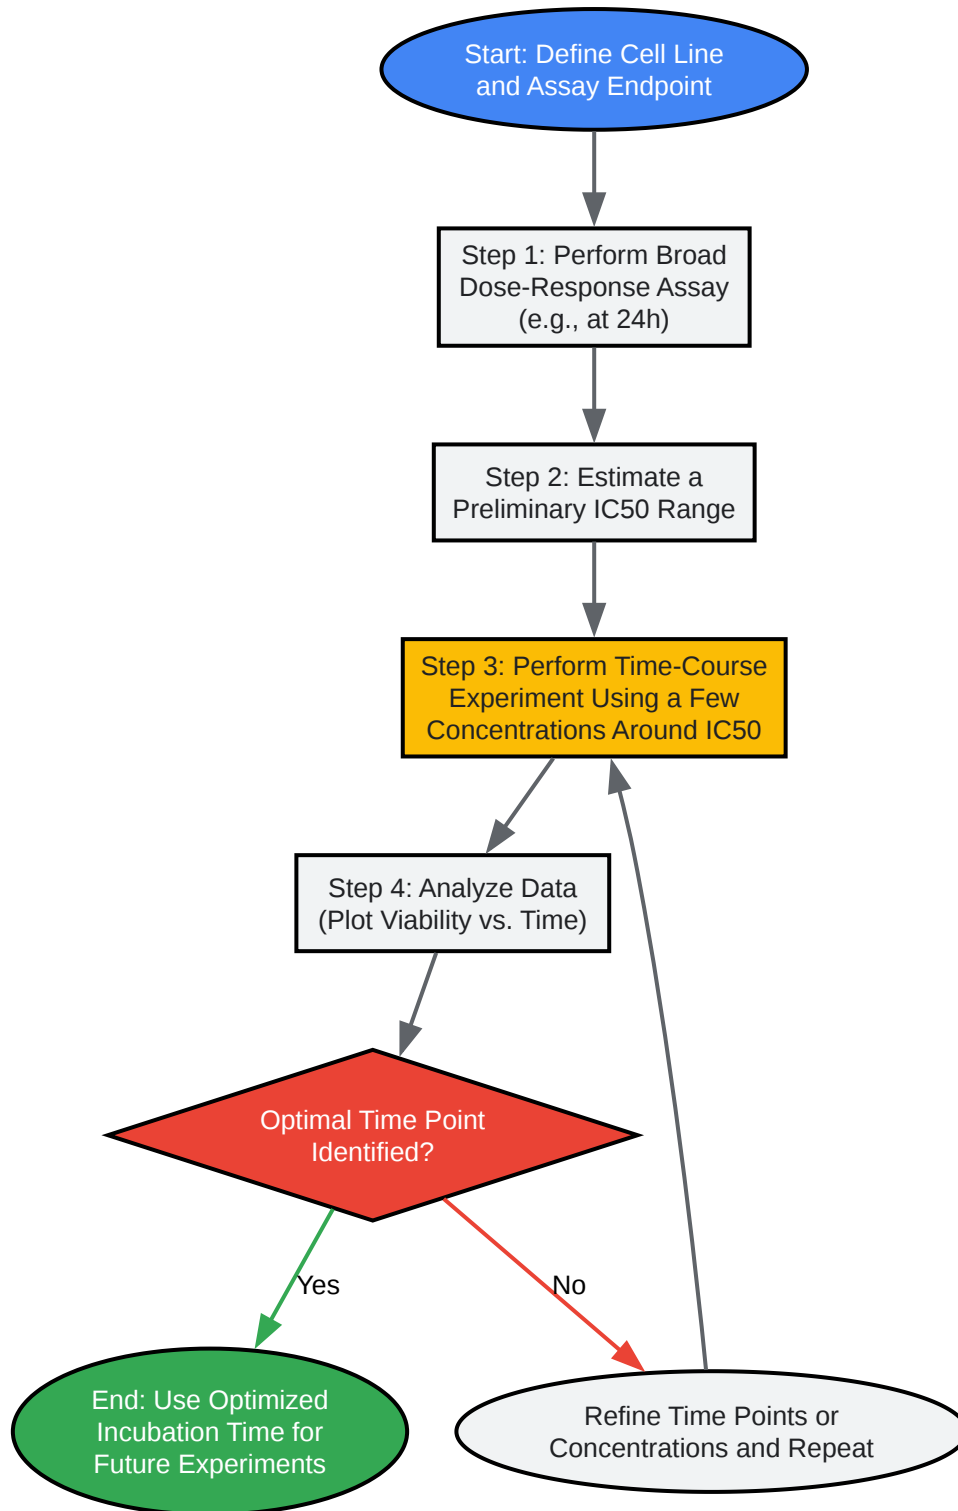 Start: Define Cell Line
and Assay Endpoint
Step 1: Perform Broad
Dose-Response Assay
(e.g., at 24h)
Step 2: Estimate a
Preliminary IC50 Range
Step 3: Perform Time-Course
Experiment Using a Few
Concentrations Around IC50
Step 4: Analyze Data
(Plot Viability vs. Time)
Optimal Time Point
Identified?
Yes
No
End: Use Optimized
Incubation Time for
Future Experiments
Refine Time Points or
Concentrations and Repeat